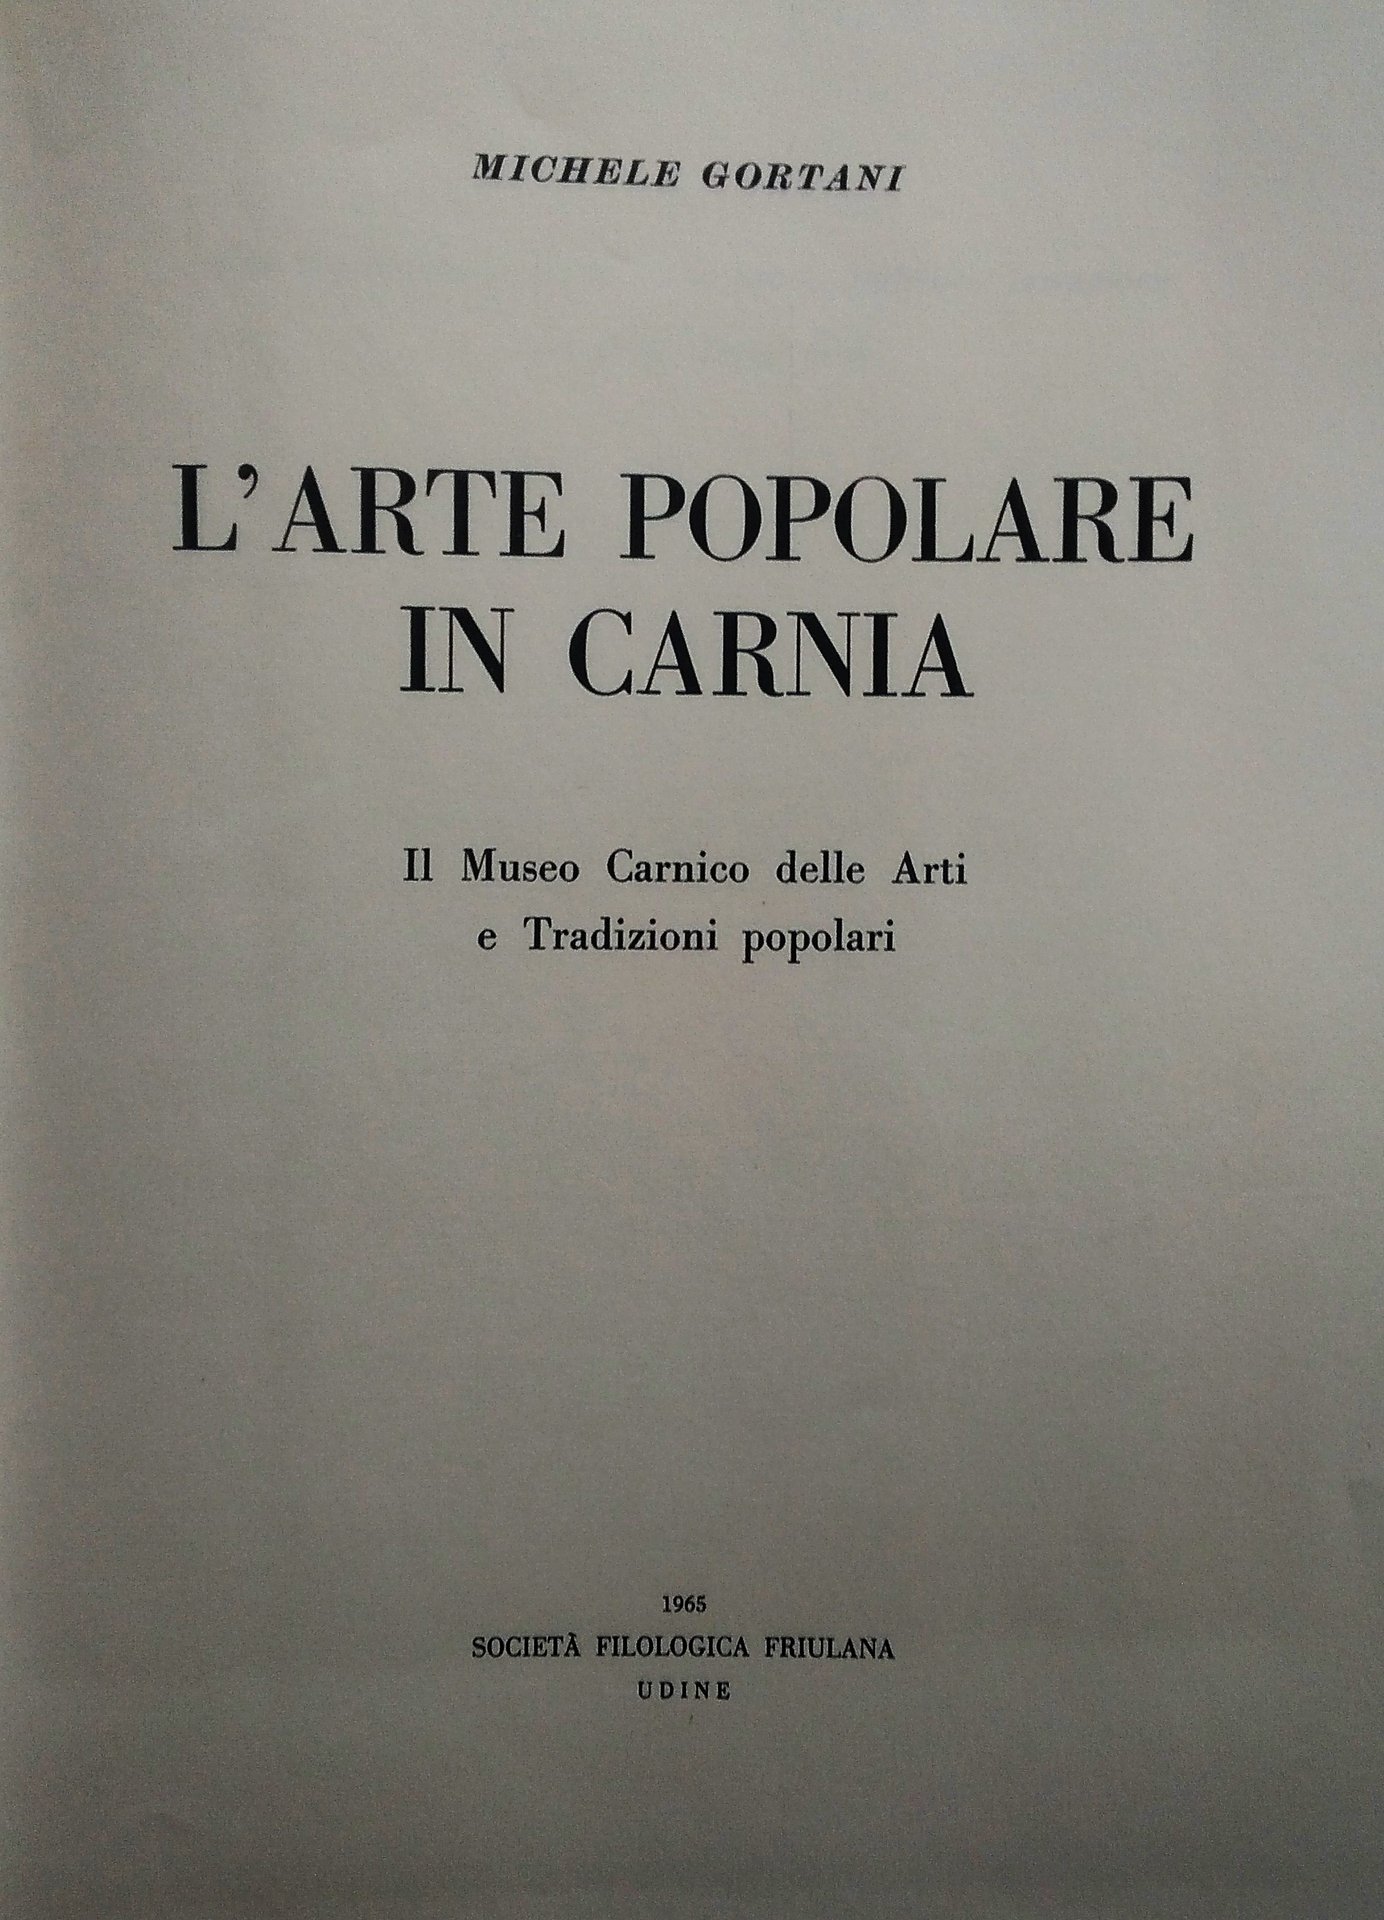 MICHELE GORTANI
L'ARTE POPOLARE
IN CARNIA
Il Museo Carnico delle Arti
e Tradizioni popolari
1965
SOCIETÀ FILOLOGICA FRIULANA
UDINE